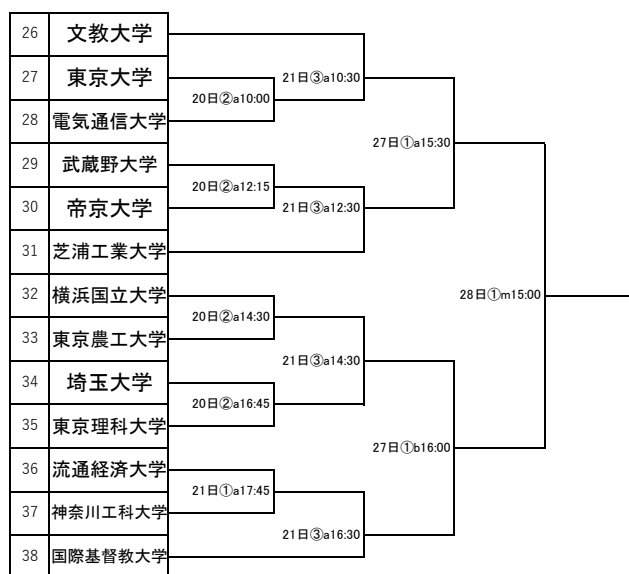 26 文教大学
27 東京大学
28 電気通信大学
29 武蔵野大学
30 帝京大学
31 芝浦工業大学
32 横浜国立大学
33 東京農工大学
34 埼玉大学
35 東京理科大学
36 流通経済大学
37 神奈川工科大学
38 国際基督教大学
20日②a10:00
20日②a12:15
20日②a14:30
20日②a16:45
21日①a17:45
21日③a10:30
21日③a12:30
21日③a14:30
21日③a16:30
27日①a15:30
27日①b16:00
28日①m15:00